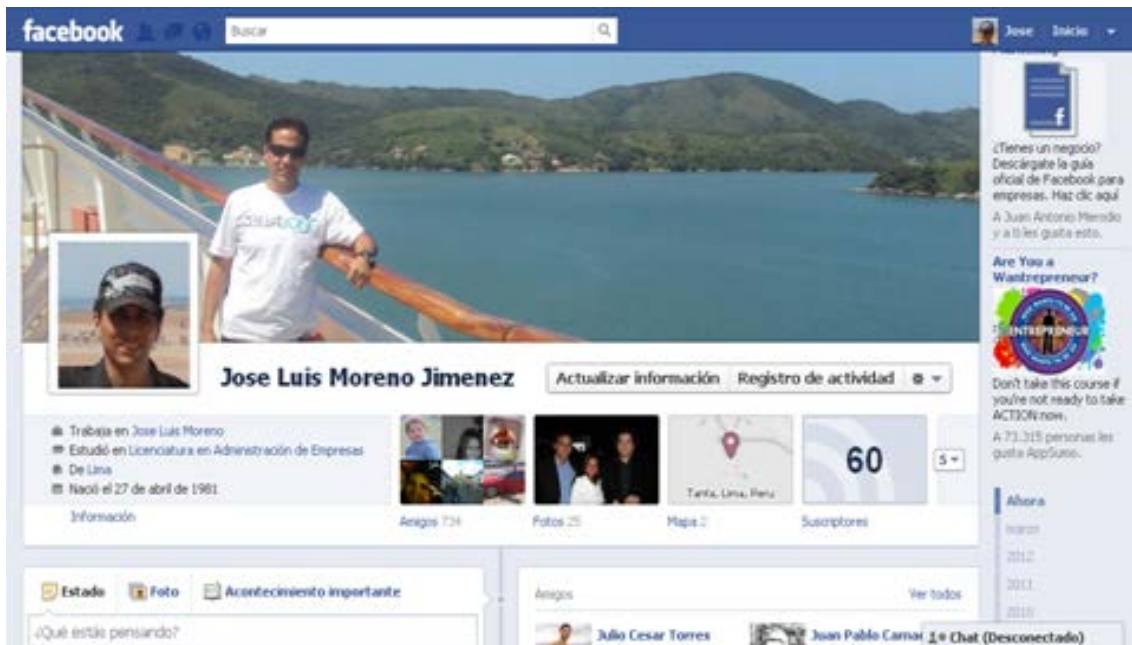 facebook
Buscar
Jose Inicio
¿Tienes un negocio?
Descárgate la guía
oficial de Facebook para
empresas. Haz clic aquí
A Juan Antonio Merodio
y a ti les gusta esto.
Are You a
Wantrepreneur?
ENTREPRENEUR
Don't take this course if
you're not ready to take
ACTION now.
A 73.315 personas les
gusta AppSumo.
Jose Luis Moreno Jimenez
Actualizar información Registro de actividad
Trabaja en Jose Luis Moreno
Estudió en Licenciatura en Administración de Empresas
De Lima
Nació el 27 de abril de 1981
Información
Amigos 734
Fotos 25
Tanta, Lima, Peru
Mapa 2
60
Suscriptores
5
Ahora
marzo
2012
2011
2010
Estado Foto Acontecimiento importante
¿Qué estás pensando?
Amigos Ver todos
Julio Cesar Torres
Juan Pablo
Chat (Desconectado)